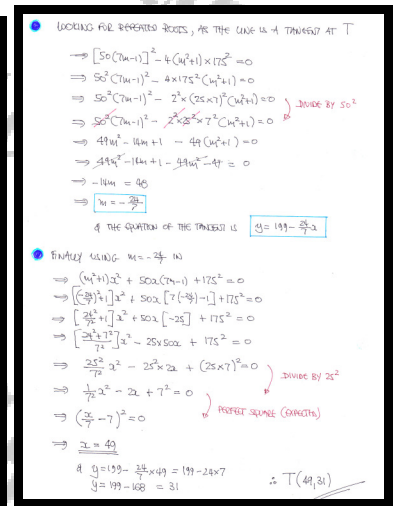 LOOKING FOR REPEATED ROOTS, AS THE LINE IS A TANGENT AT T
⇒ [50(7m-1)]² - 4(m²+1)×175² = 0
⇒ 50²(7m-1)² - 4×175²(m²+1) = 0
⇒ 50²(7m-1)² - 2²×(25×7)²(m²+1) = 0
⇒ 50²(7m-1)² - 2²×25²×7²(m²+1) = 0
DIVIDE BY 50²
⇒ 49m² - 14m + 1 - 49(m²+1) = 0
⇒ 49m² - 14m + 1 - 49m² - 49 = 0
⇒ -14m = 48
⇒ m = -24/7
& THE EQUATION OF THE TANGENT IS y = 199 - 24/7 x
FINALLY USING m = -24/7 IN
⇒ (m²+1)x² + 50x(7m-1) + 175² = 0
⇒ [(-24/7)²+1]x² + 50x[7(-24/7)-1] + 175² = 0
⇒ [24²/7²+1]x² + 50x[-25] + 175² = 0
⇒ [24²+7²/7²]x² - 25×50x + 175² = 0
⇒ 25²/7² x² - 25²×2x + (25×7)² = 0
DIVIDE BY 25²
⇒ 1/7² x² - 2x + 7² = 0
⇒ (x/7 - 7)² = 0
PERFECT SQUARE (EXPECTED)
⇒ x = 49
& y = 199 - 24/7 × 49 = 199 - 24×7
y = 199 - 168 = 31
∴ T(49,31)